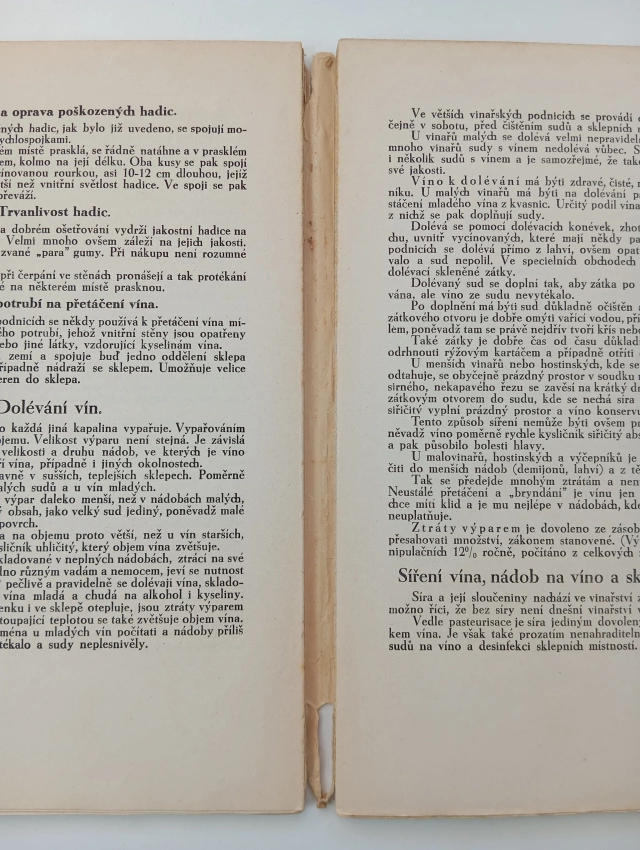 a oprava poškozených hadic.
ných hadic, jak bylo již uvedeno, se spojují mo-
ychlospojkami.
ém místě prasklá, se řádně natáhne a v prasklém
em, kolmo na její délku. Oba kusy se pak spojí
cínovanou rourkou, asi 10-12 cm dlouhou, jejíž
tší než vnitřní světlost hadice. Ve spoji se pak
převáží.
Trvanlivost hadic.
a dobrém ošetřování vydrží jakostní hadice na
Velmi mnoho ovšem záleží na jejich jakosti.
zvané „para" gumy. Při nákupu není rozumné
při čerpání ve stěnách pronášejí a tak protékání
é na některém místě prasknou.
potrubí na přetáčení vína.
podnicích se někdy používá k přetáčení vína mí-
ého potrubí, jehož vnitřní stěny jsou opatřeny
ebo jiné látky, vzdorující kyselinám vína.
zemí a spojuje buď jedno oddělení sklepa
řípadně nádraží se sklepem. Umožňuje velice
eren do sklepa.
Dolévání vín.
o každá jiná kapalina vypařuje. Vypařováním
bjemu. Velikost výparu není stejná. Je závislá
velikosti a druhu nádob, ve kterých je víno
ří vína, případně i jiných okolnostech.
avně v sušších, teplejších sklepech. Poměrně
alých sudů a u vín mladých.
výpar daleko menší, než v nádobách malých,
ý obsah, jako velký sud jediný, poněvadž malé
povrch.
a na objemu proto větší, než u vín starších,
sličník uhličitý, který objem vína zvětšuje.
kladované v neplných nádobách, ztrácí na své
lno různým vadám a nemocem, jeví se nutnost
pečlivě a pravidelně se dolévají vína, sklado-
vína mladá a chudá na alkohol i kyseliny.
enku i ve sklepě otepluje, jsou ztráty výparem
toupající teplotou se také zvětšuje objem vína.
ména u mladých vín počítati a nádoby příliš
tékalo a sudy neplesnivěly.
Ve větších vinařských podnicích se provádí
čejně v sobotu, před čištěním sudů a sklepních
U vinařů malých se dolévá velmi nepravidel
mnoho vinařů sudy s vínem nedolévá vůbec. S
i několik sudů s vínem a je samozřejmé, že tak
své jakosti.
Víno k dolévání má býti zdravé, čisté,
níku. U malých vinařů má býti na dolévání pa
stáčení mladého vína z kvasnic. Určitý podíl vína
z nichž se pak doplňují sudy.
Dolévá se pomocí dolévacích konévek, zhot
chu, uvnitř vycínovaných, které mají někdy pa
podnicích se dolévá přímo z lahví, ovšem opatr
valo a sud nepolil. Ve specielních obchodech
dolévací skleněné zátky.
Dolévaný sud se doplní tak, aby zátka po
vána, ale víno ze sudu nevytékalo.
Po doplnění má býti sud důkladně očištěn a
zátkového otvoru je dobře omýti vařící vodou, pří
lem, poněvadž tam se právě nejdřív tvoří křís nebo
Také zátky je dobře čas od času důklad
odrhnouti rýžovým kartáčem a případně otříti
U menších vinařů nebo hostinských, kde se
odtahuje, se obyčejně prázdný prostor v soudku
sirného, nekapavého řezu se zavěsí na krátký dr
zátkovým otvorem do sudu, kde se nechá síra
siřičitý vyplní prázdný prostor a víno konservu
Tento způsob síření nemůže býti ovšem pro
něvadž víno poměrně rychle kysličník siřičitý abs
a pak působilo bolesti hlavy.
U malovinařů, hostinských a výčepníků je
čiti do menších nádob (demijonů, lahví) a z tě
Tak se předejde mnohým ztrátám a nem
Neustálé přetáčení a „bryndání" je vínu jen
chce míti klid a je mu nejlépe v nádobách, kde
neuplatňuje.
Ztráty výparem je dovoleno ze zásob
přesahovati množství, zákonem stanovené. (Vý
nipulačních 12% ročně, počítáno z celkových
Síření vína, nádob na víno a sk
Síra a její sloučeniny nachází ve vinařství
možno říci, že bez síry není dnešní vinařství
Vedle pasteurisace je síra jediným dovolený
kem vína. Je však také prozatím nenahraditeln
sudů na víno a desinfekci sklepních místností.